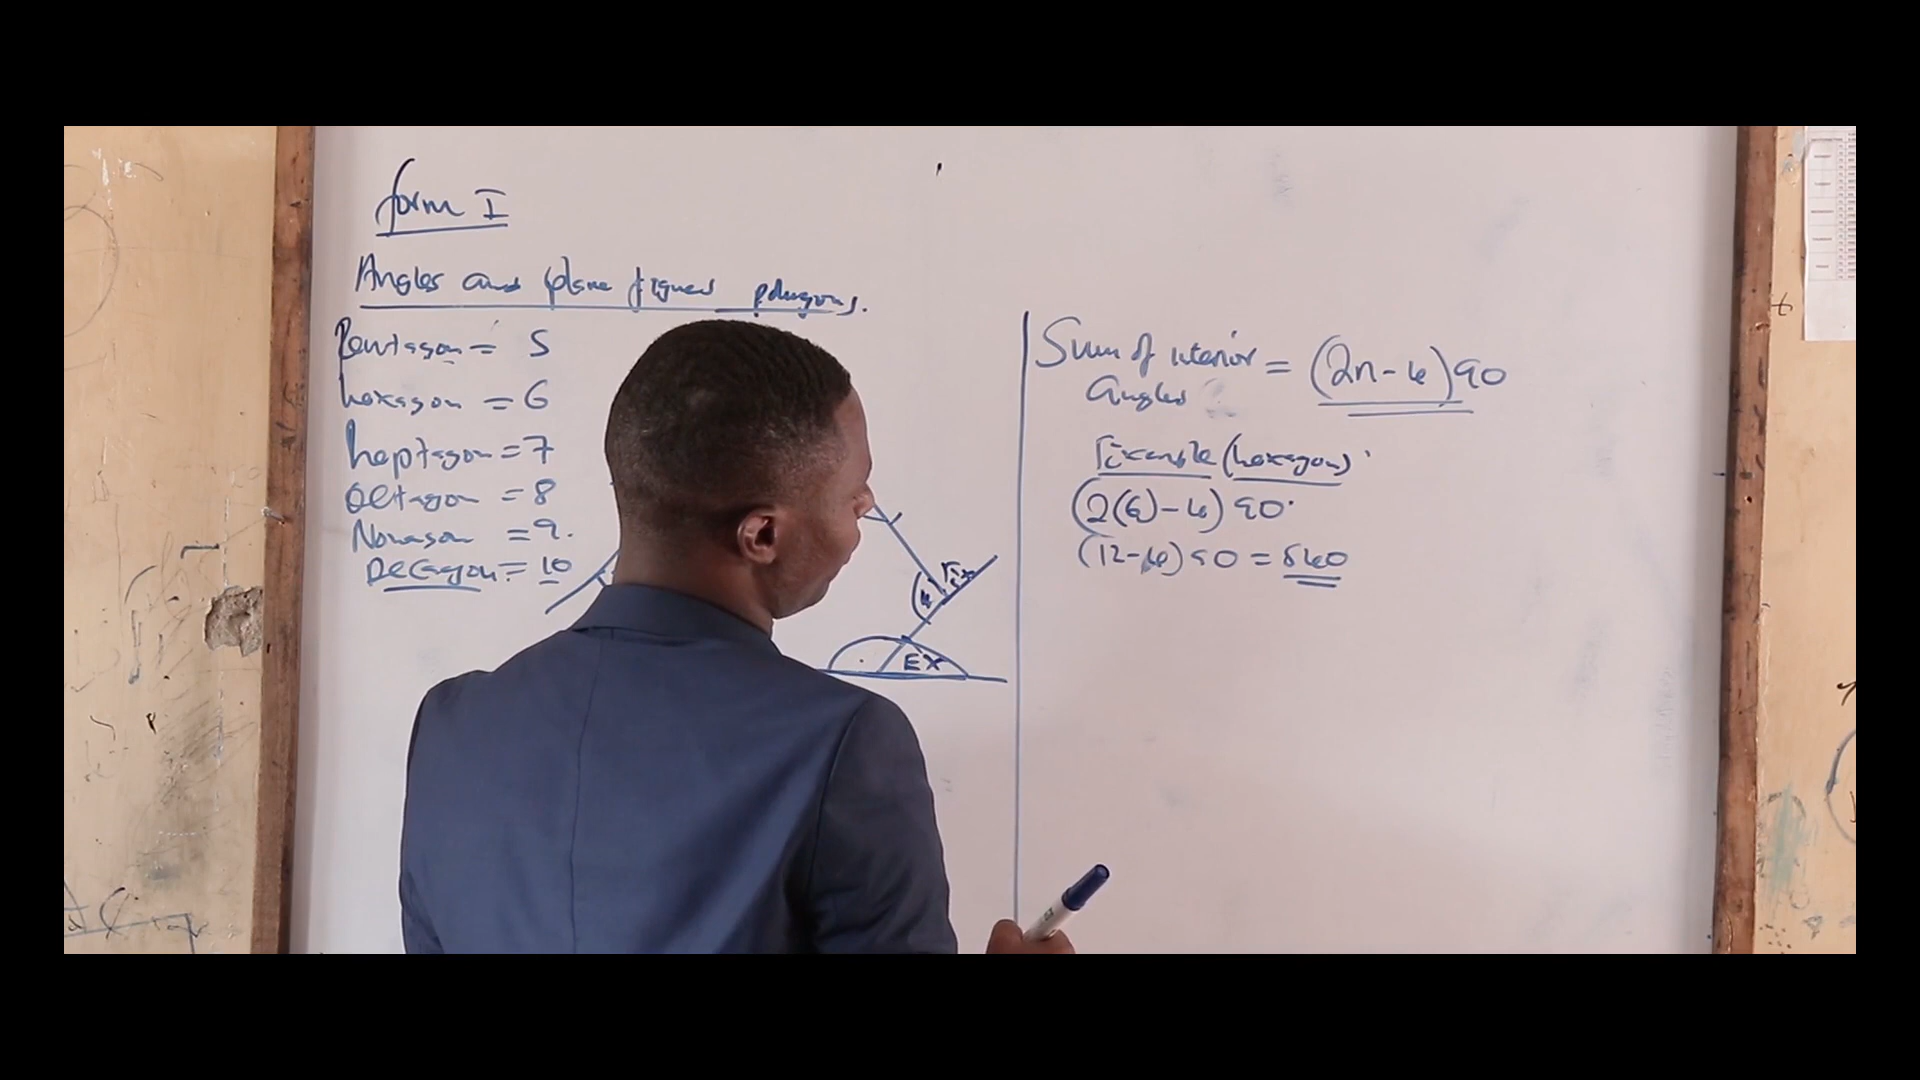 form I
Angles and plane figures polygons.
Pentagon = 5
hexagon = 6
heptagon = 7
Octagon = 8
Nonagon = 9.
Decagon = 10
EX
Sum of interior = (2n-4)90
Angles
Example (hexagon)
(2(6)-4) 90
(12-4) 90 = 540